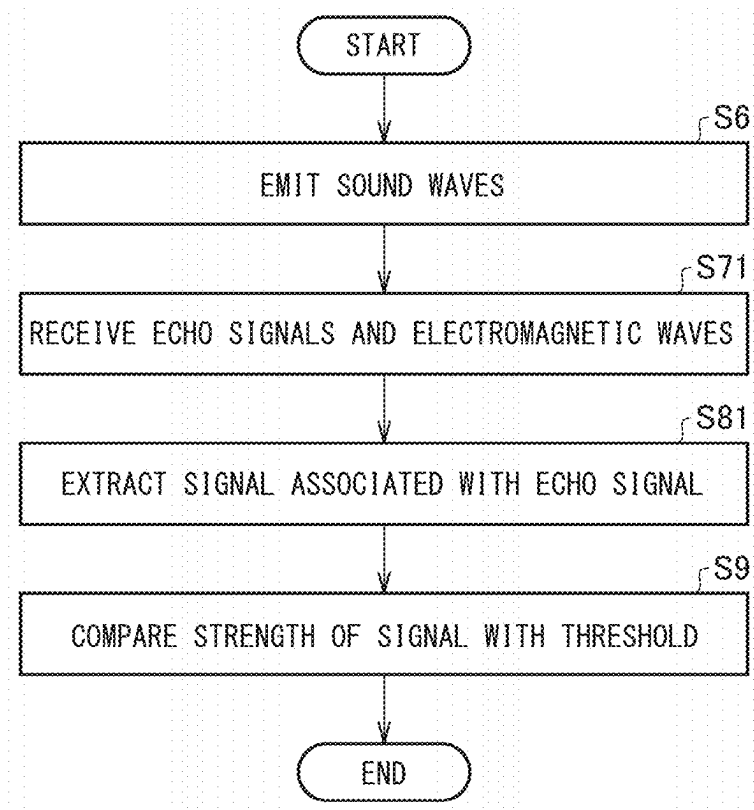 START
S6
EMIT SOUND WAVES
S71
RECEIVE ECHO SIGNALS AND ELECTROMAGNETIC WAVES
S81
EXTRACT SIGNAL ASSOCIATED WITH ECHO SIGNAL
S9
COMPARE STRENGTH OF SIGNAL WITH THRESHOLD
END